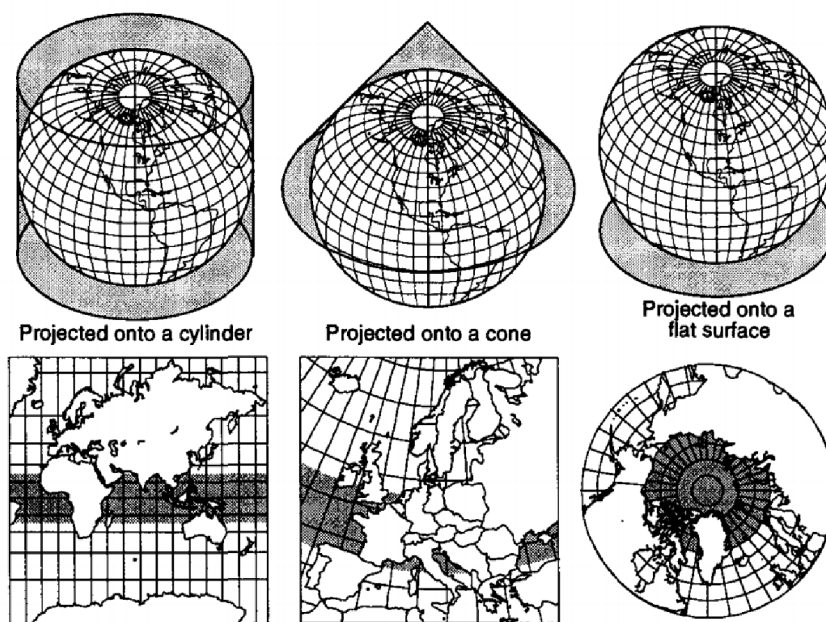 Projected onto a cylinder
Projected onto a cone
Projected onto a
flat surface